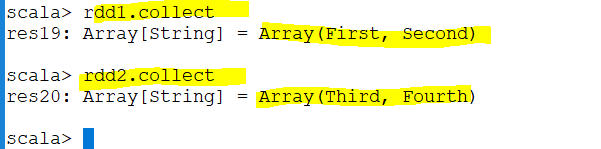 scala> rdd1.collect
res19: Array[String] = Array(First, Second)
scala> rdd2.collect
res20: Array[String] = Array(Third, Fourth)
scala>